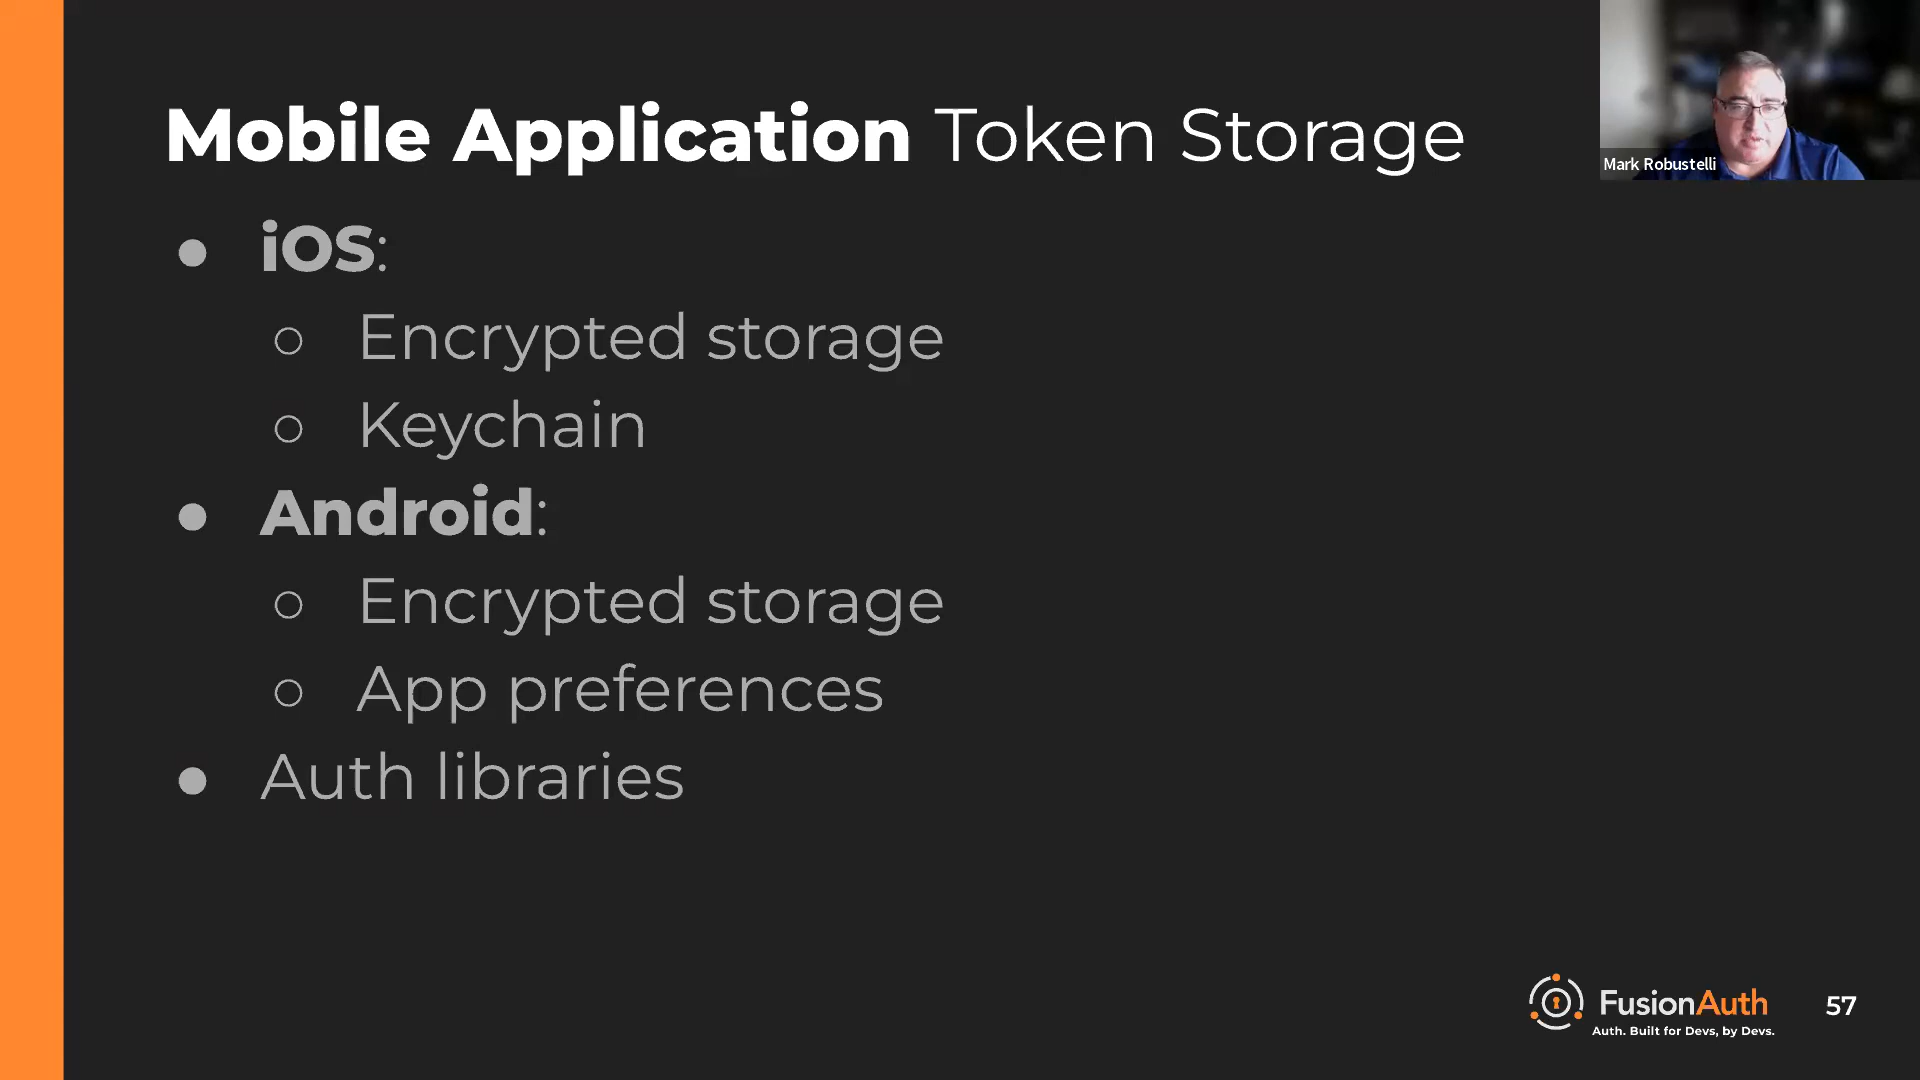 Mobile Application Token Storage
Mark Robustelli
● iOS:
○ Encrypted storage
○ Keychain
● Android:
○ Encrypted storage
○ App preferences
● Auth libraries
FusionAuth
Auth. Built for Devs, by Devs.
57